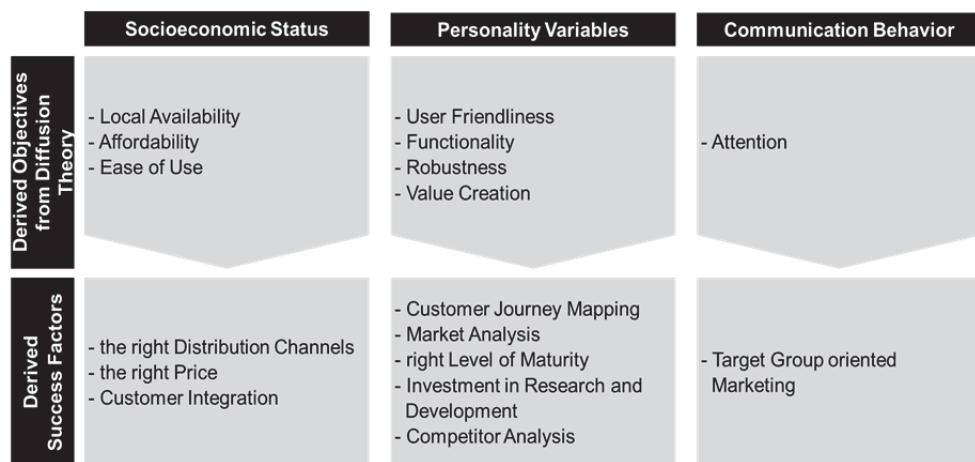 Socioeconomic Status
Personality Variables
Communication Behavior
Derived Objectives
from Diffusion
Theory
- Local Availability
- Affordability
- Ease of Use
- User Friendliness
- Functionality
- Robustness
- Value Creation
- Attention
Derived
Success Factors
- the right Distribution Channels
- the right Price
- Customer Integration
- Customer Journey Mapping
- Market Analysis
- right Level of Maturity
- Investment in Research and
Development
- Competitor Analysis
- Target Group oriented
Marketing